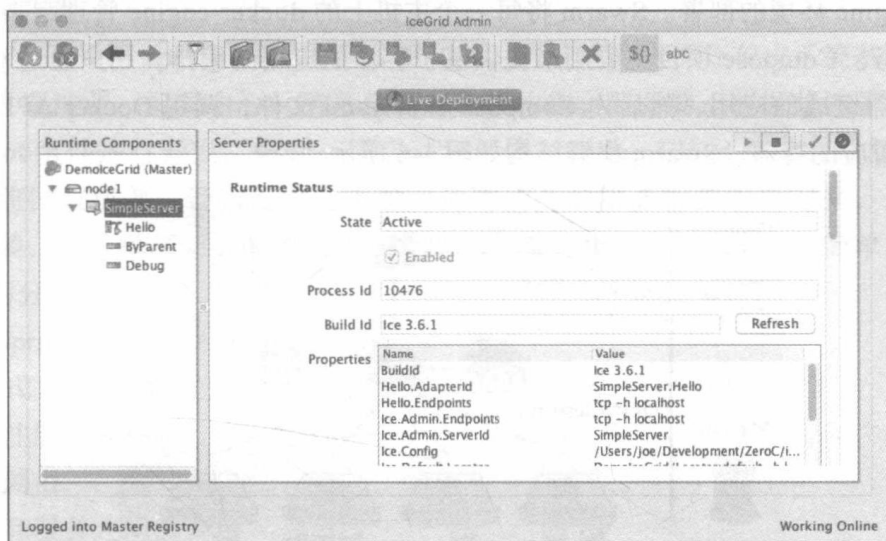 IceGrid Admin
${} abc
Live Deployment
Runtime Components
DemoIceGrid (Master)
node1
SimpleServer
Hello
ByParent
Debug
Server Properties
Runtime Status
State Active
Enabled
Process Id 10476
Build Id Ice 3.6.1 Refresh
Properties Name Value
BuildId Ice 3.6.1
Hello.AdapterId SimpleServer.Hello
Hello.Endpoints tcp -h localhost
Ice.Admin.Endpoints tcp -h localhost
Ice.Admin.ServerId SimpleServer
Ice.Config /Users/joe/Development/ZeroC/i...
Logged into Master Registry
Working Online